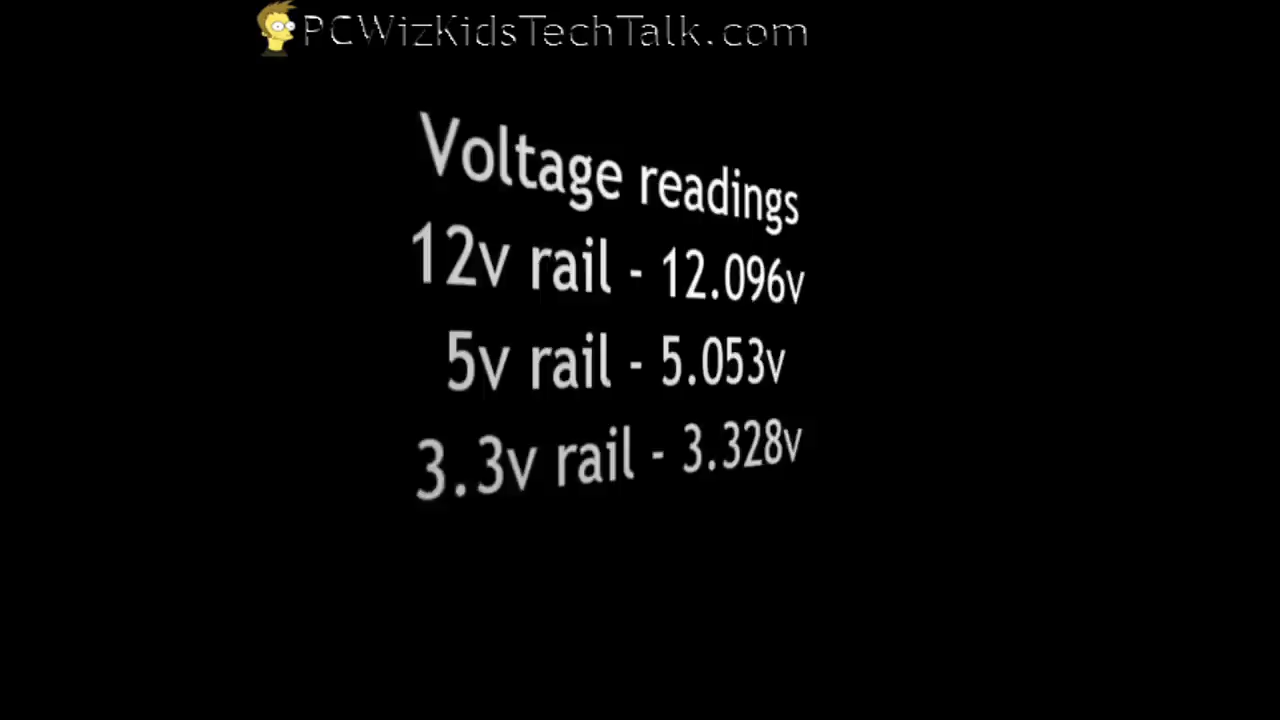 PCWizKidsTechTalk.com
Voltage readings
12v rail - 12.096v
5v rail - 5.053v
3.3v rail - 3.328v